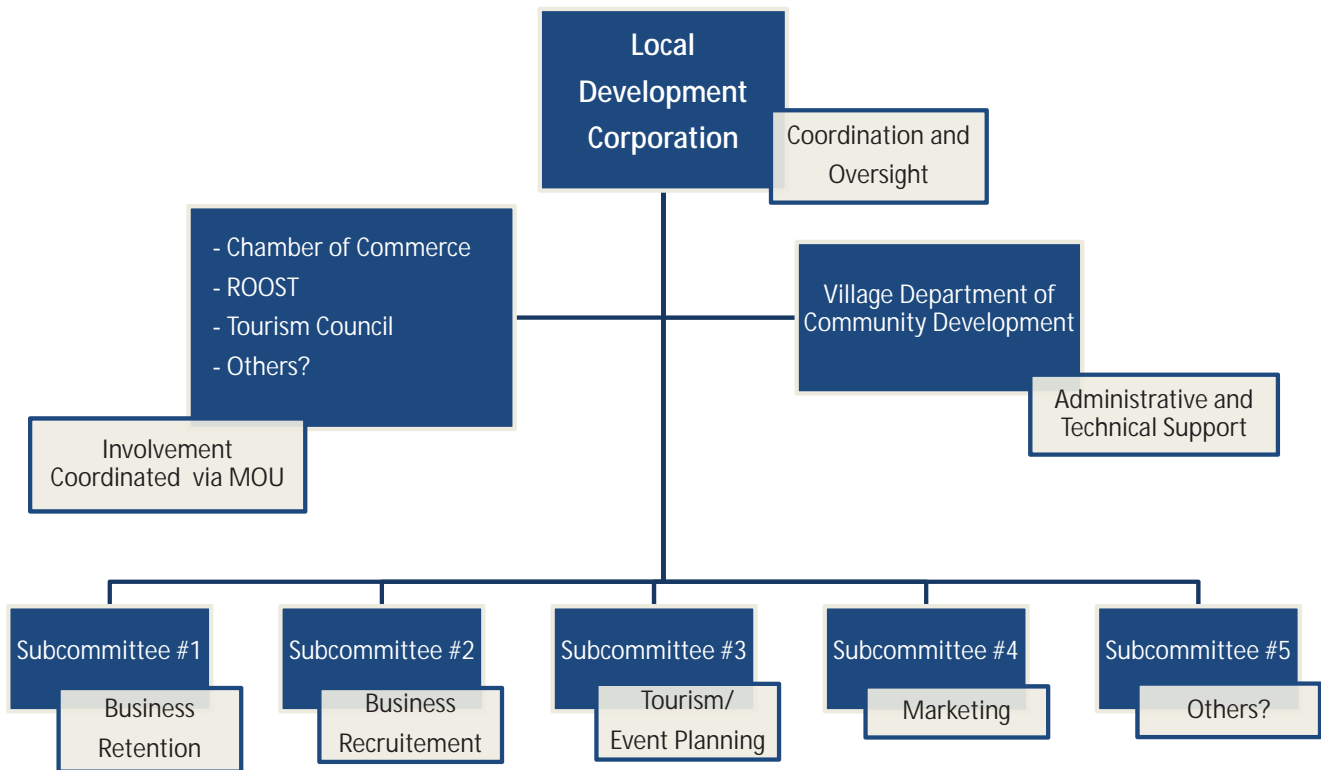 Local
Development
Corporation
Coordination and
Oversight
- Chamber of Commerce
- ROOST
- Tourism Council
- Others?
Involvement
Coordinated via MOU
Village Department of
Community Development
Administrative and
Technical Support
Subcommittee #1
Business
Retention
Subcommittee #2
Business
Recruitement
Subcommittee #3
Tourism/
Event Planning
Subcommittee #4
Marketing
Subcommittee #5
Others?